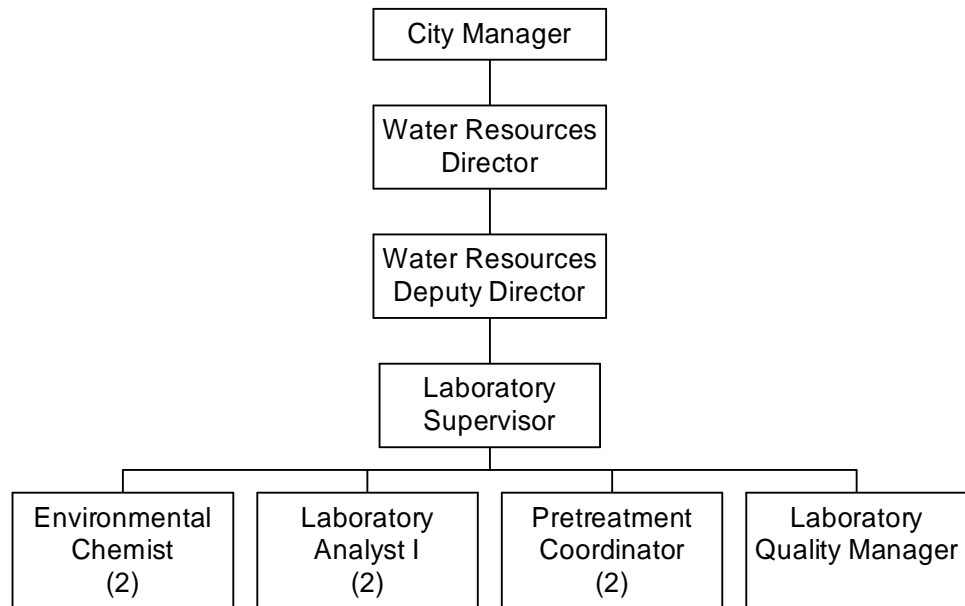 City Manager
Water Resources
Director
Water Resources
Deputy Director
Laboratory
Supervisor
Environmental
Chemist
(2)
Laboratory
Analyst I
(2)
Pretreatment
Coordinator
(2)
Laboratory
Quality Manager